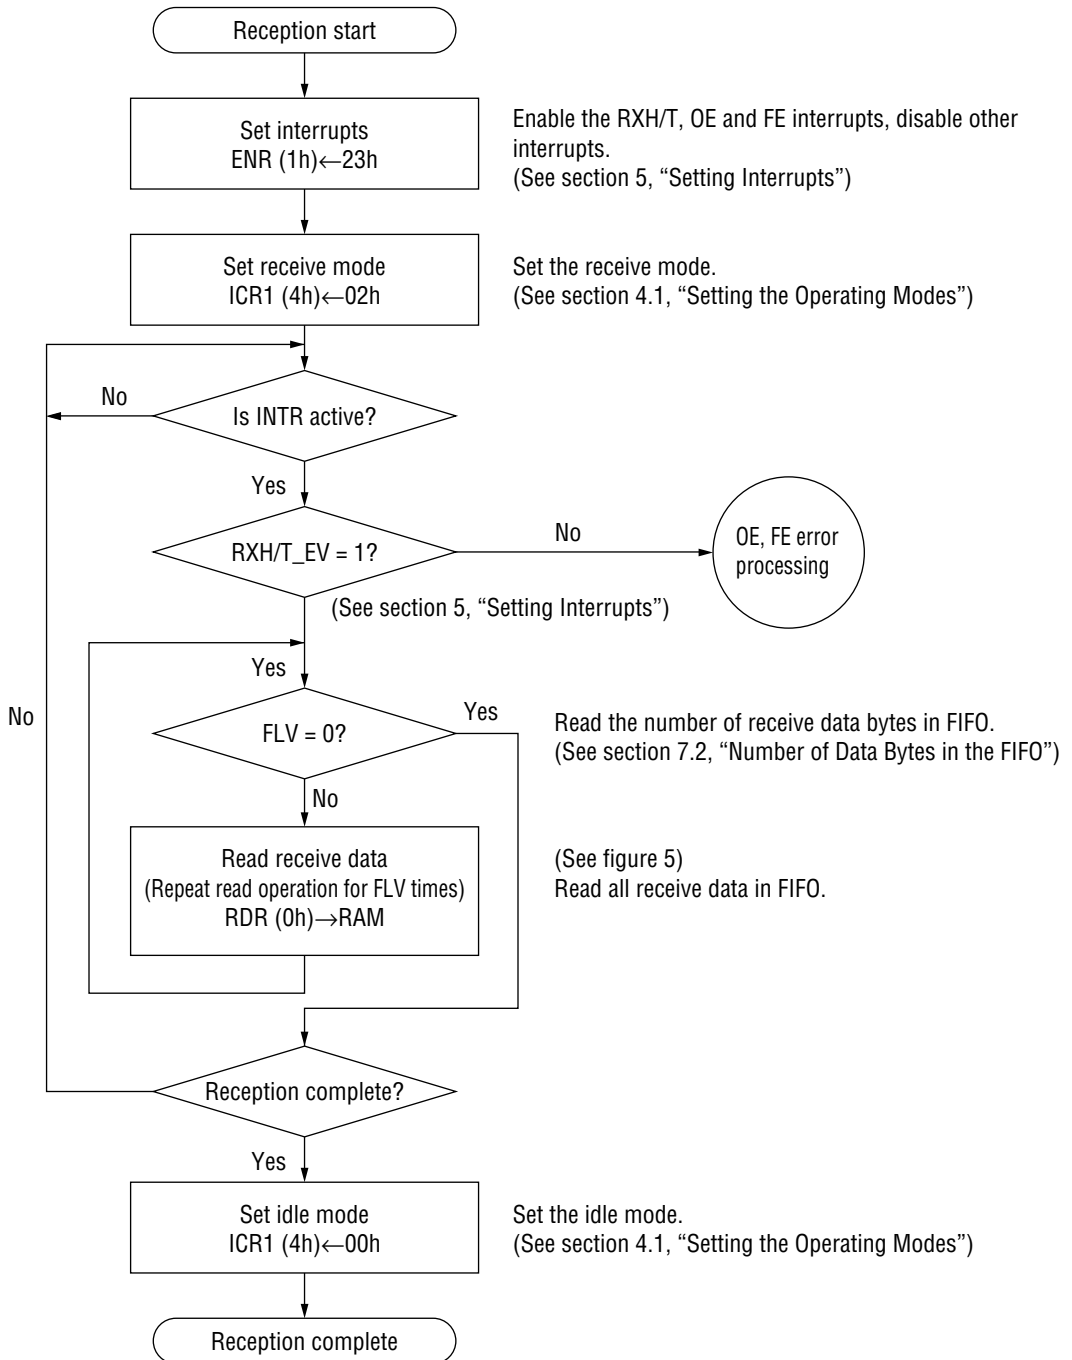 Reception start
Set interrupts
ENR (1h)←23h
Enable the RXH/T, OE and FE interrupts, disable other
interrupts.
(See section 5, “Setting Interrupts”)
Set receive mode
ICR1 (4h)←02h
Set the receive mode.
(See section 4.1, “Setting the Operating Modes”)
No
Is INTR active?
Yes
RXH/T_EV = 1?
No
OE, FE error
processing
(See section 5, “Setting Interrupts”)
Yes
No
FLV = 0?
Yes
Read the number of receive data bytes in FIFO.
(See section 7.2, “Number of Data Bytes in the FIFO”)
No
Read receive data
(Repeat read operation for FLV times)
RDR (0h)→RAM
(See figure 5)
Read all receive data in FIFO.
Reception complete?
Yes
Set idle mode
ICR1 (4h)←00h
Set the idle mode.
(See section 4.1, “Setting the Operating Modes”)
Reception complete